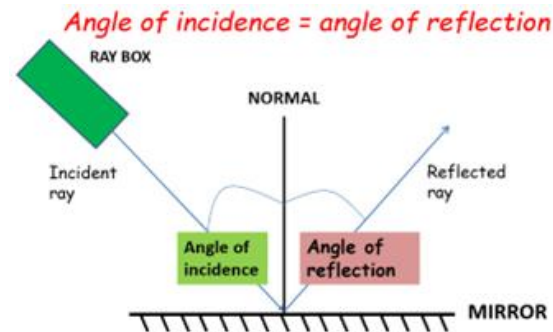 Angle of incidence = angle of reflection
RAY BOX
NORMAL
Incident
ray
Reflected
ray
Angle of
incidence
Angle of
reflection
MIRROR